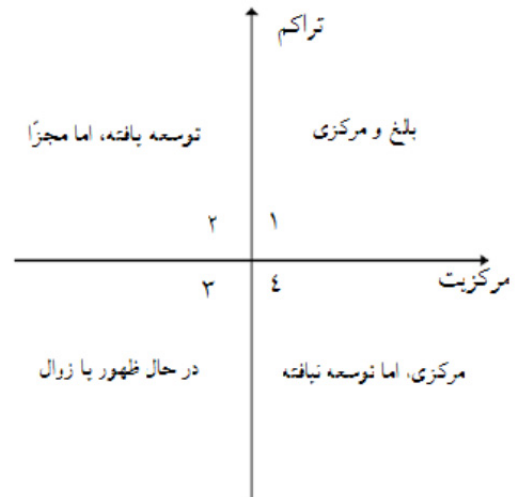 تراکم
بالغ و مرکزی
توسعه یافته، اما مجزّا
۱
۲
مرکزیت
۳
٤
مرکزی، اما توسعه نیافته
در حال ظهور یا زوال